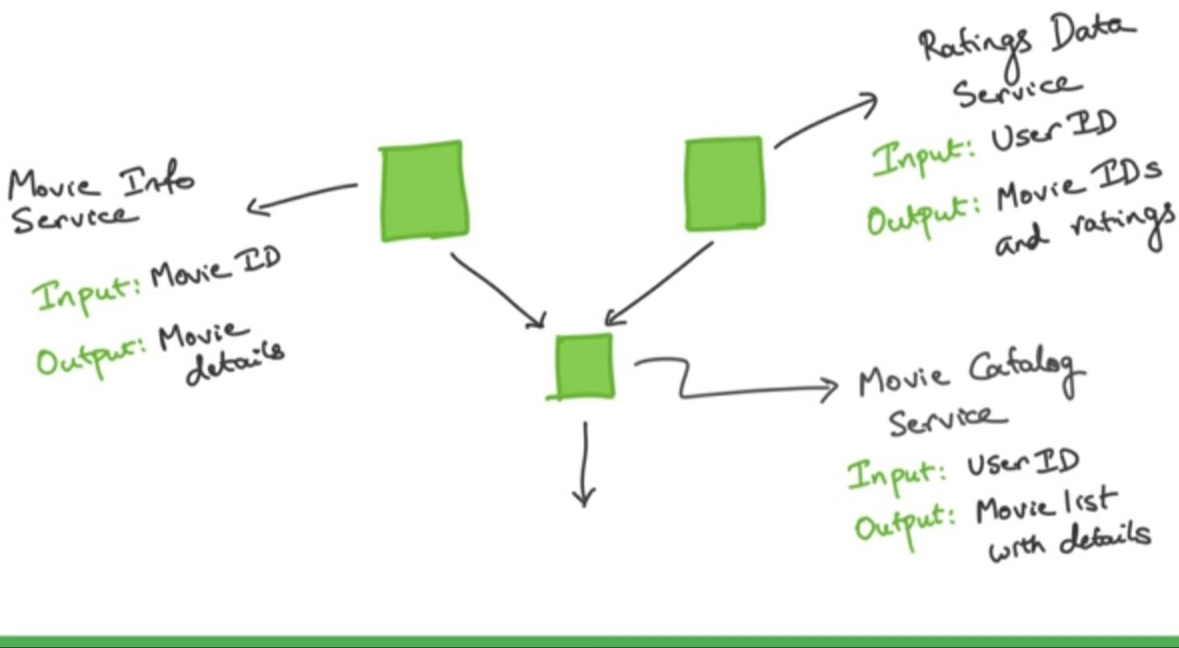 Movie Info
Service
Input: Movie ID
Output: Movie
details
Ratings Data
Service
Input: User ID
Output: Movie IDs
and ratings
Movie Catalog
Service
Input: User ID
Output: Movie list
with details